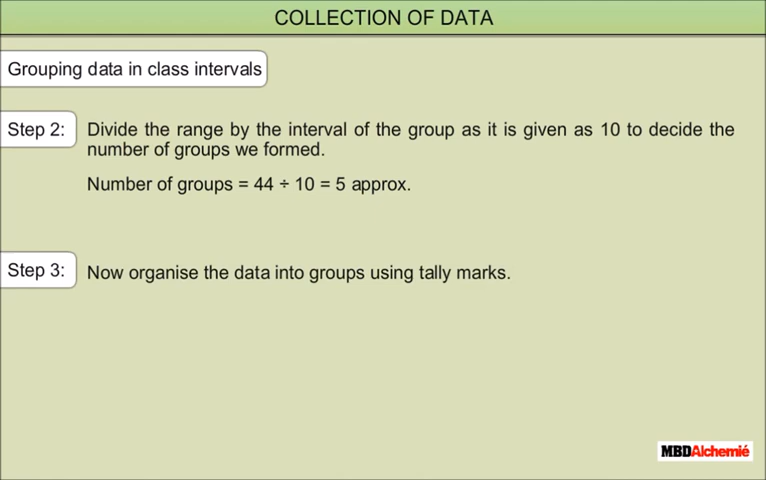 COLLECTION OF DATA
Grouping data in class intervals
Step 2: Divide the range by the interval of the group as it is given as 10 to decide the
number of groups we formed.
Number of groups = 44 ÷ 10 = 5 approx.
Step 3: Now organise the data into groups using tally marks.
MBDAlchemié